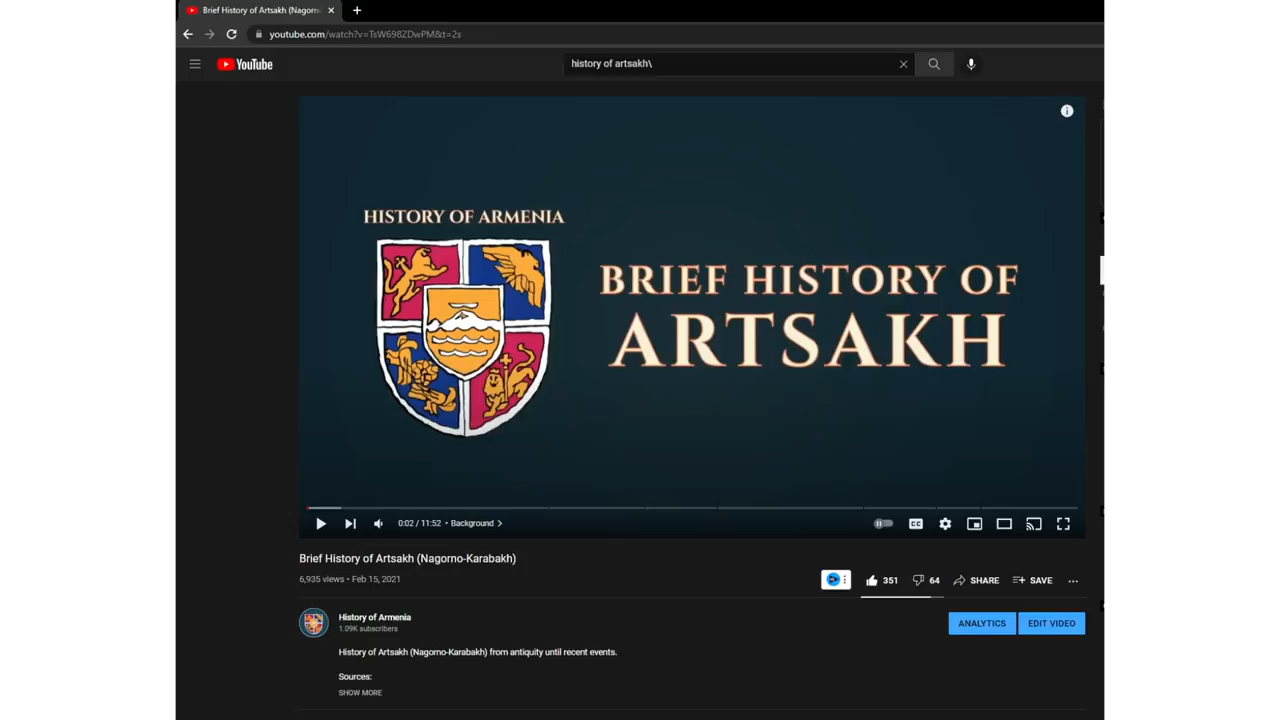 Brief History of Artsakh (Nagorn
youtube.com/watch?v=TsW698ZDwPM&t=2s
YouTube
history of artsakh\
HISTORY OF ARMENIA
BRIEF HISTORY OF
ARTSAKH
0:02 / 11:52 • Background
CC
Brief History of Artsakh (Nagorno-Karabakh)
6,935 views • Feb 15, 2021
351
64
SHARE
SAVE
History of Armenia
1.09K subscribers
ANALYTICS
EDIT VIDEO
History of Artsakh (Nagorno-Karabakh) from antiquity until recent events.
Sources:
SHOW MORE